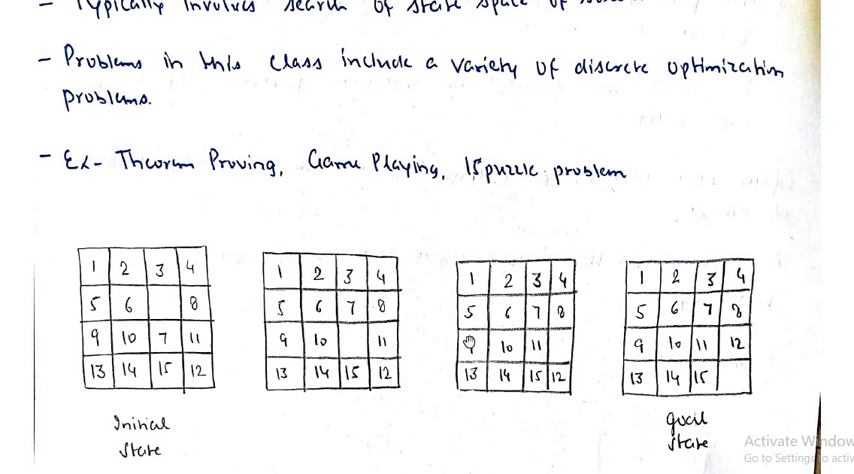 - Typically involves search of state space of
- Problems in this class include a variety of discrete optimization
problems.
- Ex- Theorem Proving, Game Playing, 15 puzzle problem
1 2 3 4
5 6 8
9 10 7 11
13 14 15 12
Initial
state
1 2 3 4
5 6 7 8
9 10 11
13 14 15 12
1 2 3 4
5 6 7 8
10 11
13 14 15 12
1 2 3 4
5 6 7 8
9 10 11 12
13 14 15
goal
state
Activate Window
Go to Settings to activ